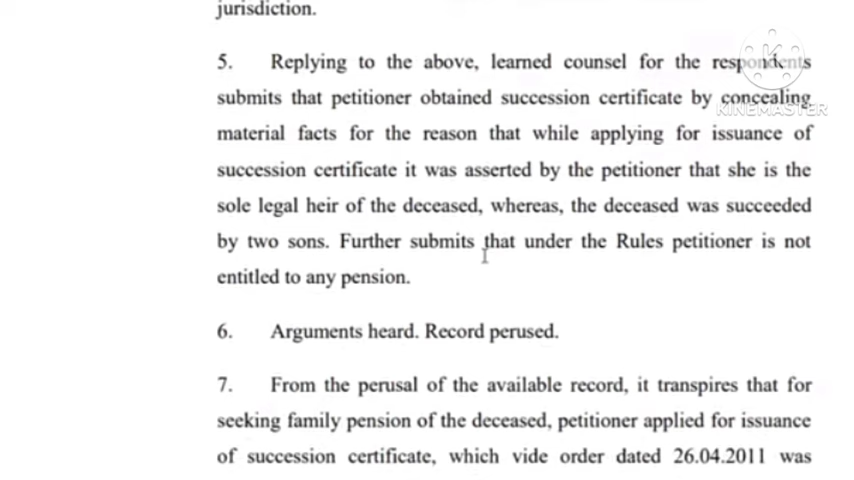 jurisdiction.
5. Replying to the above, learned counsel for the respondents
submits that petitioner obtained succession certificate by concealing
material facts for the reason that while applying for issuance of
succession certificate it was asserted by the petitioner that she is the
sole legal heir of the deceased, whereas, the deceased was succeeded
by two sons. Further submits that under the Rules petitioner is not
entitled to any pension.
6. Arguments heard. Record perused.
7. From the perusal of the available record, it transpires that for
seeking family pension of the deceased, petitioner applied for issuance
of succession certificate, which vide order dated 26.04.2011 was
K
KINEMASTER